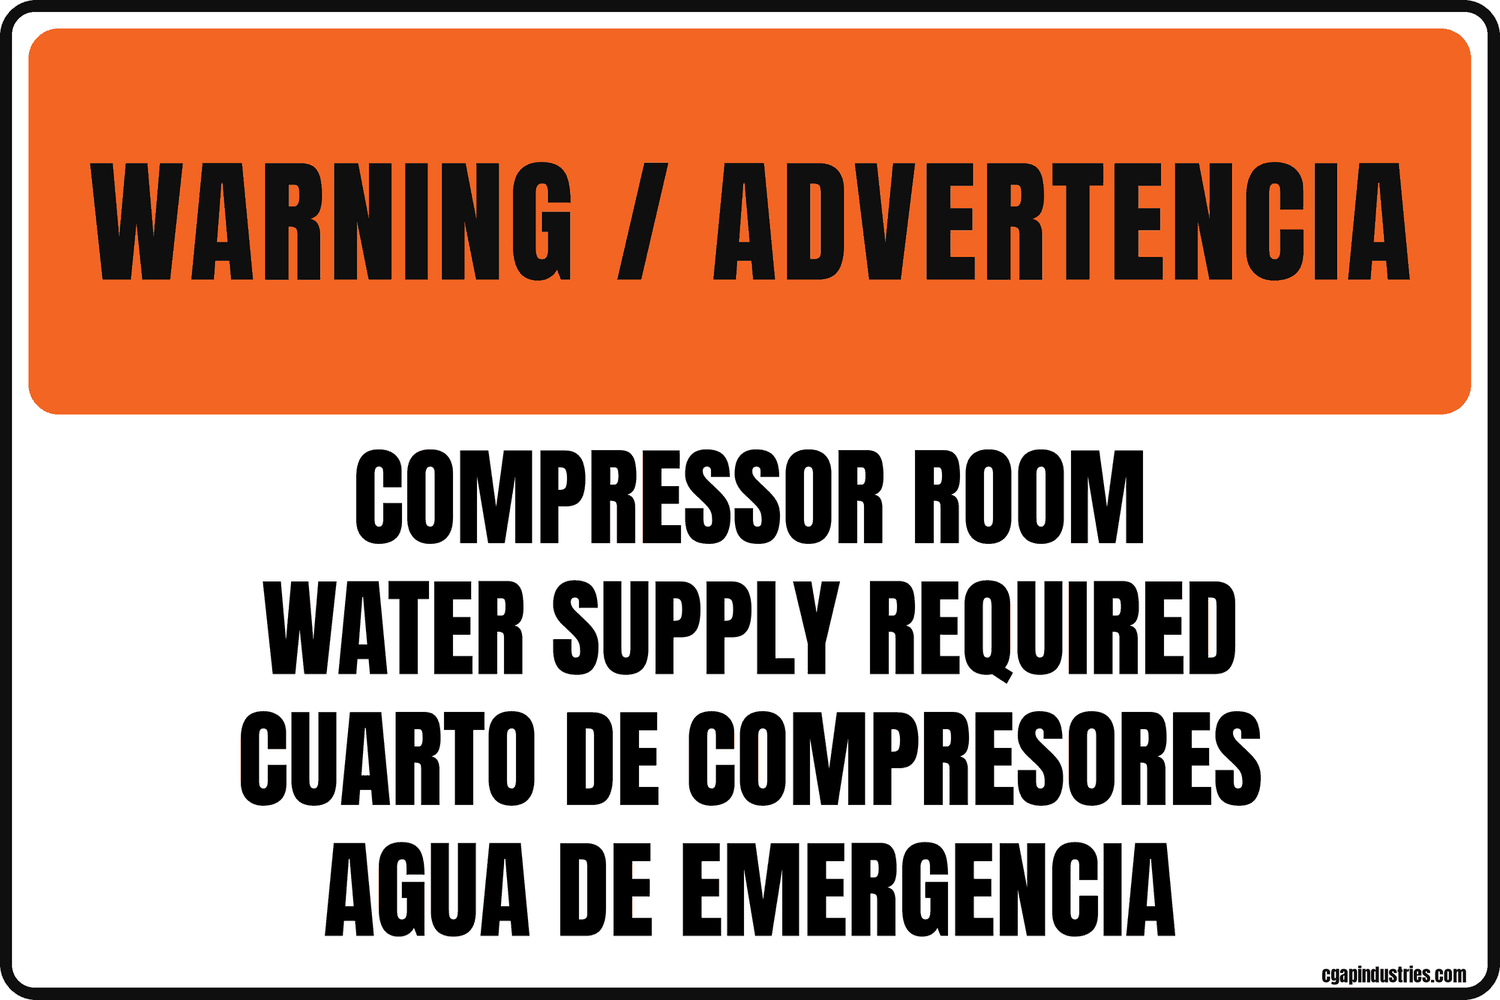 WARNING / ADVERTENCIA
COMPRESSOR ROOM
WATER SUPPLY REQUIRED
CUARTO DE COMPRESORES
AGUA DE EMERGENCIA
cgapindustries.com